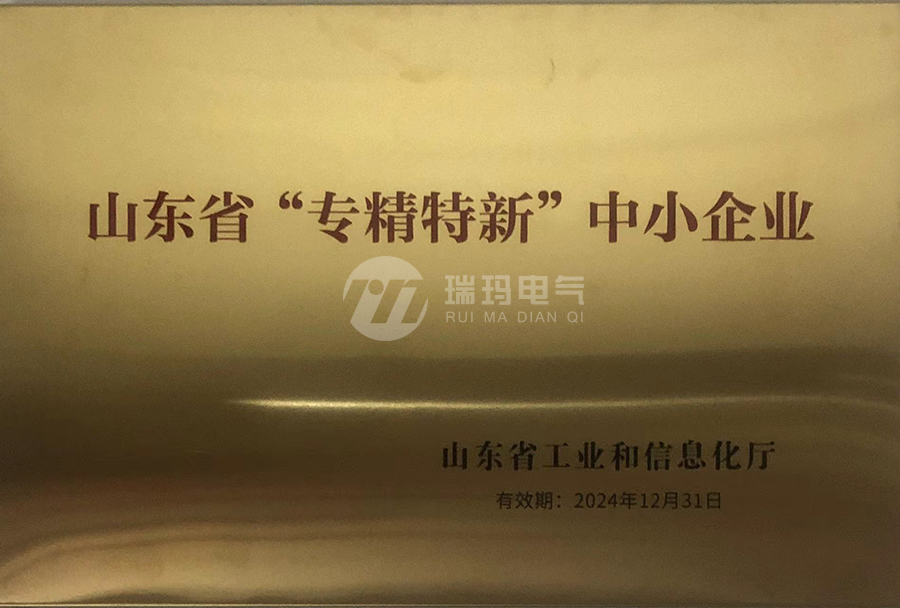 山东省“专精特新”中小企业
瑞玛电气
RUI MA DIAN QI
山东省工业和信息化厅
有效期：2024年12月31日